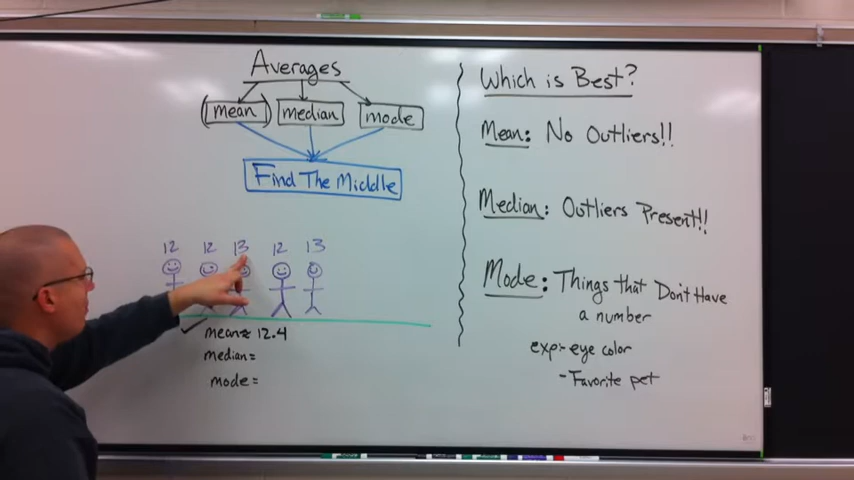 Averages
mean median mode
Find The Middle
12 12 13 12 13
mean≈ 12.4
median=
mode=
Which is Best?
Mean: No Outliers!!
Median: Outliers Present!!
Mode: Things that Don't Have
a number
exp:- eye color
- Favorite pet